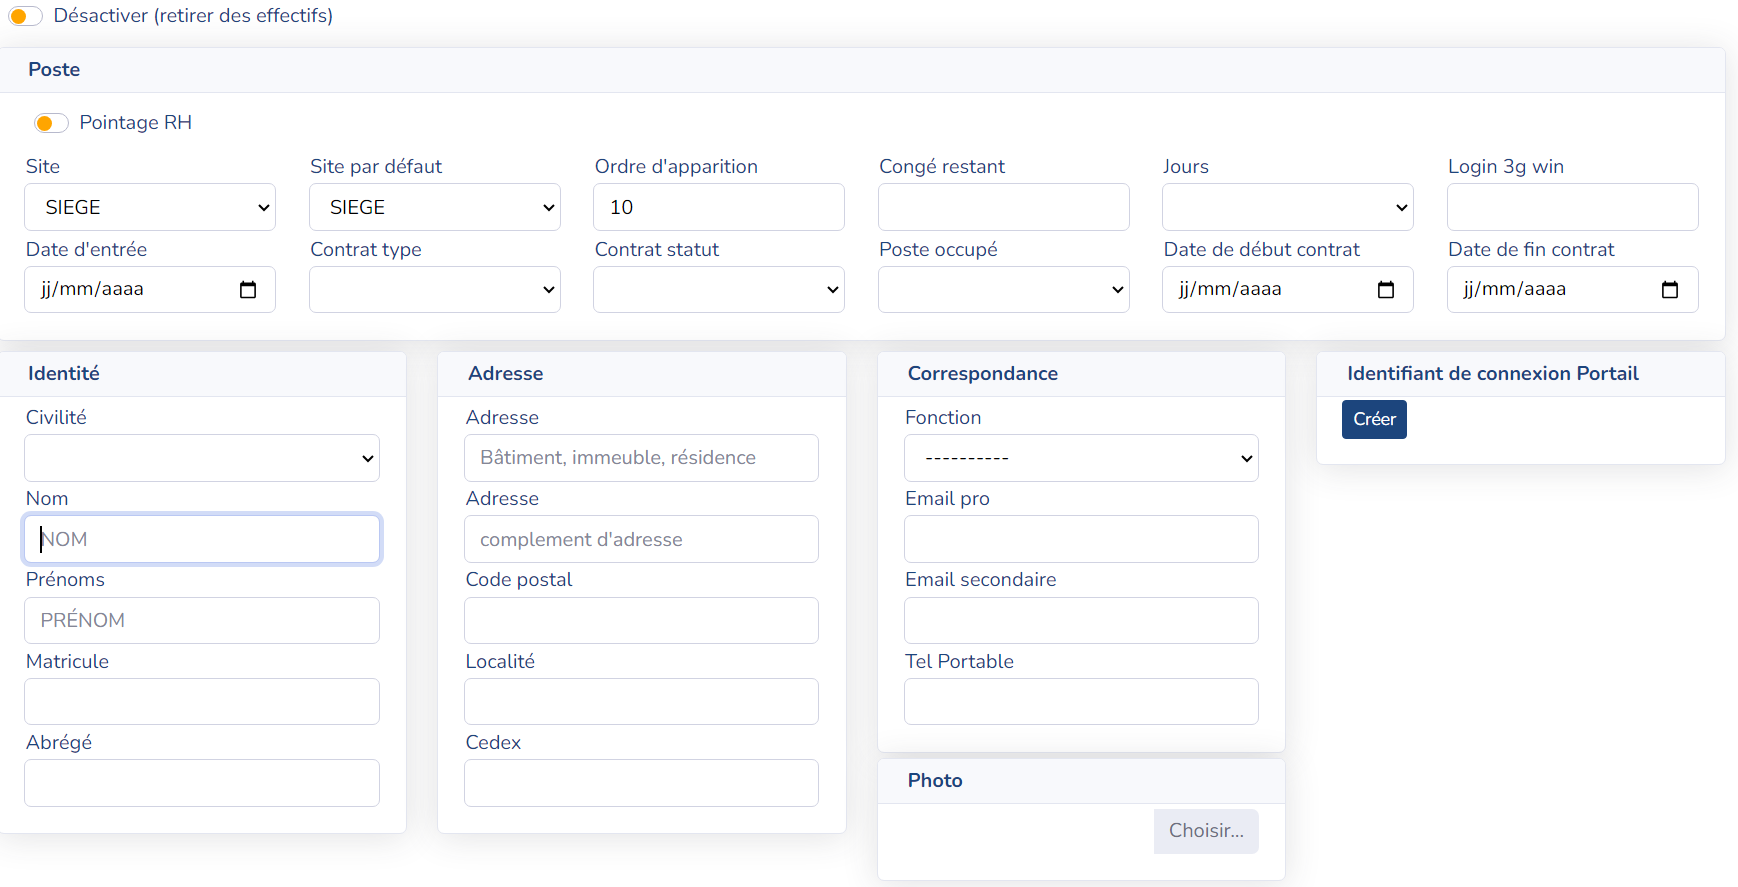 Désactiver (retirer des effectifs)
Poste
Pointage RH
Site Site par défaut Ordre d'apparition Congé restant Jours Login 3g win
SIEGE SIEGE 10
Date d'entrée Contrat type Contrat statut Poste occupé Date de début contrat Date de fin contrat
jj/mm/aaaa jj/mm/aaaa jj/mm/aaaa
Identité
Civilité
Nom
NOM
Prénoms
PRÉNOM
Matricule
Abrégé
Adresse
Adresse
Bâtiment, immeuble, résidence
Adresse
complement d'adresse
Code postal
Localité
Cedex
Correspondance
Fonction
----------
Email pro
Email secondaire
Tel Portable
Photo
Choisir...
Identifiant de connexion Portail
Créer